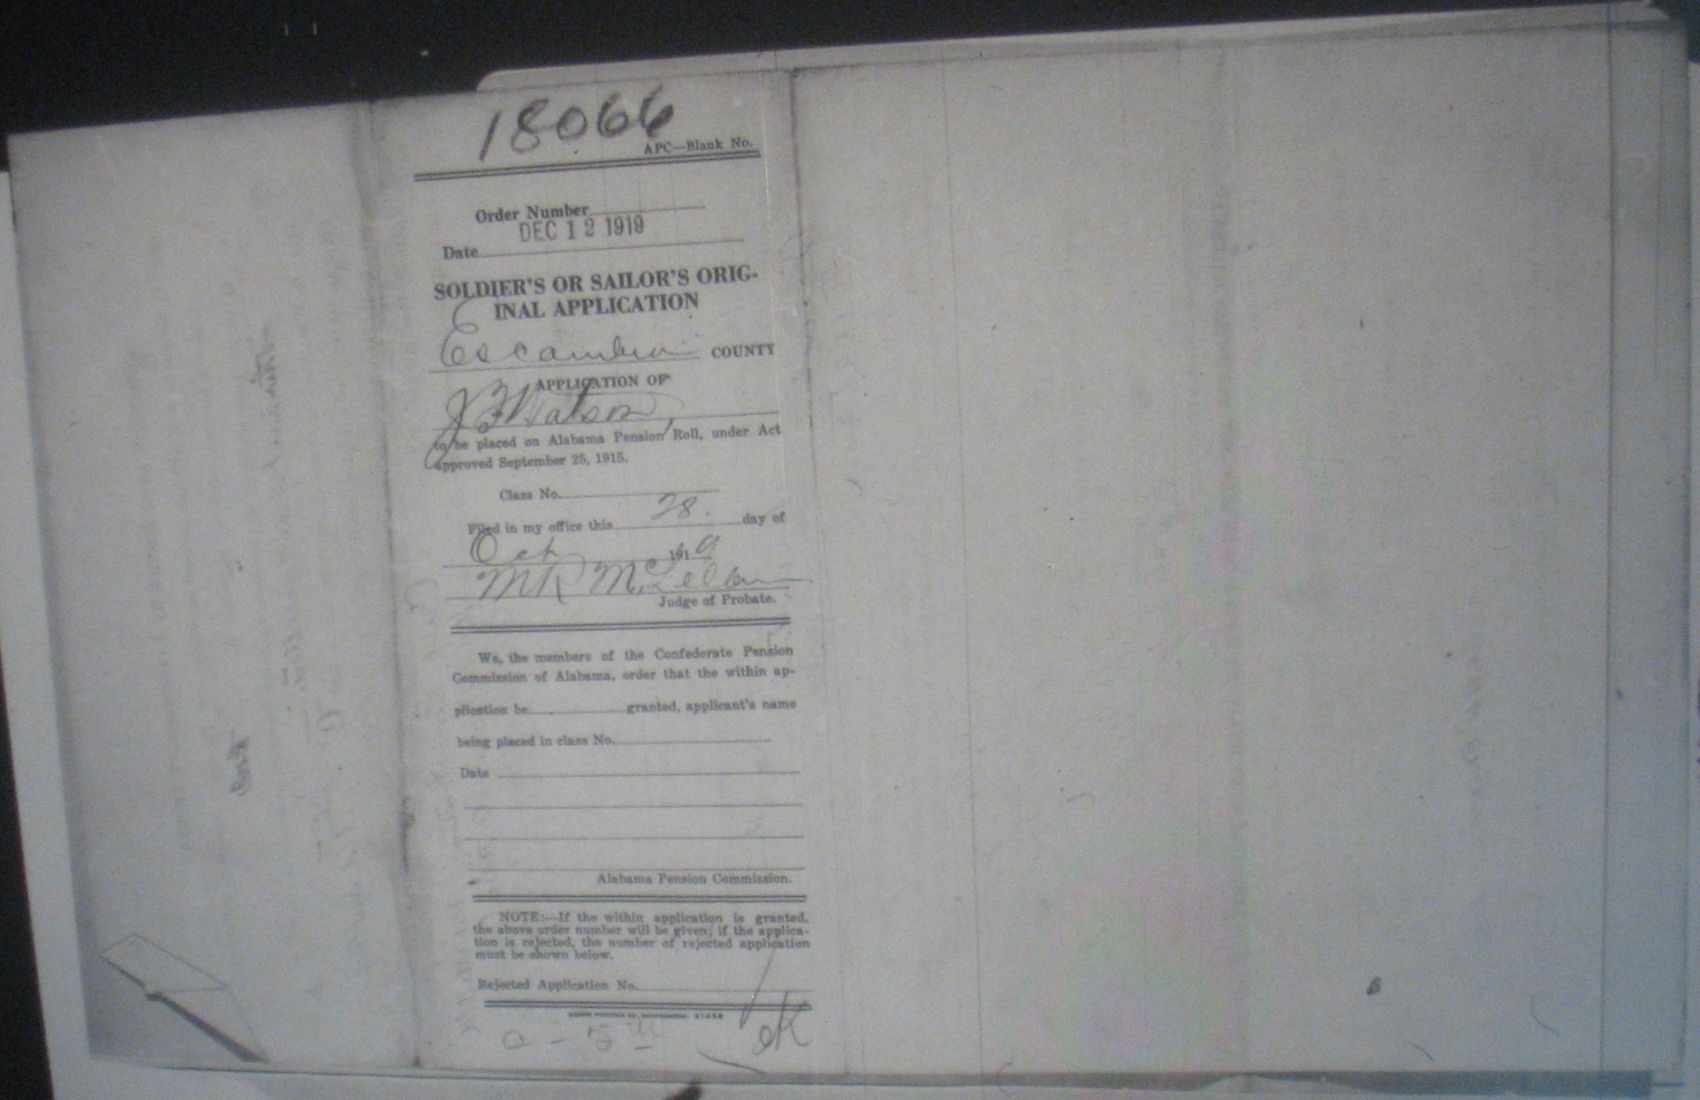 18066
APC—Blank No.
Order Number
DEC 12 1919
Date
SOLDIER'S OR SAILOR'S ORIG-
INAL APPLICATION
Escambia COUNTY
APPLICATION OF
J B Watson,
to be placed on Alabama Pension Roll, under Act
approved September 25, 1915.
Class No.
Filed in my office this 28. day of
Oct 1919
M R McLellan
Judge of Probate.
We, the members of the Confederate Pension
Commission of Alabama, order that the within ap-
plication be granted, applicant's name
being placed in class No.
Date
Alabama Pension Commission.
NOTE:—If the within application is granted,
the above order number will be given; if the applica-
tion is rejected, the number of rejected application
must be shown below.
Rejected Application No.
OK